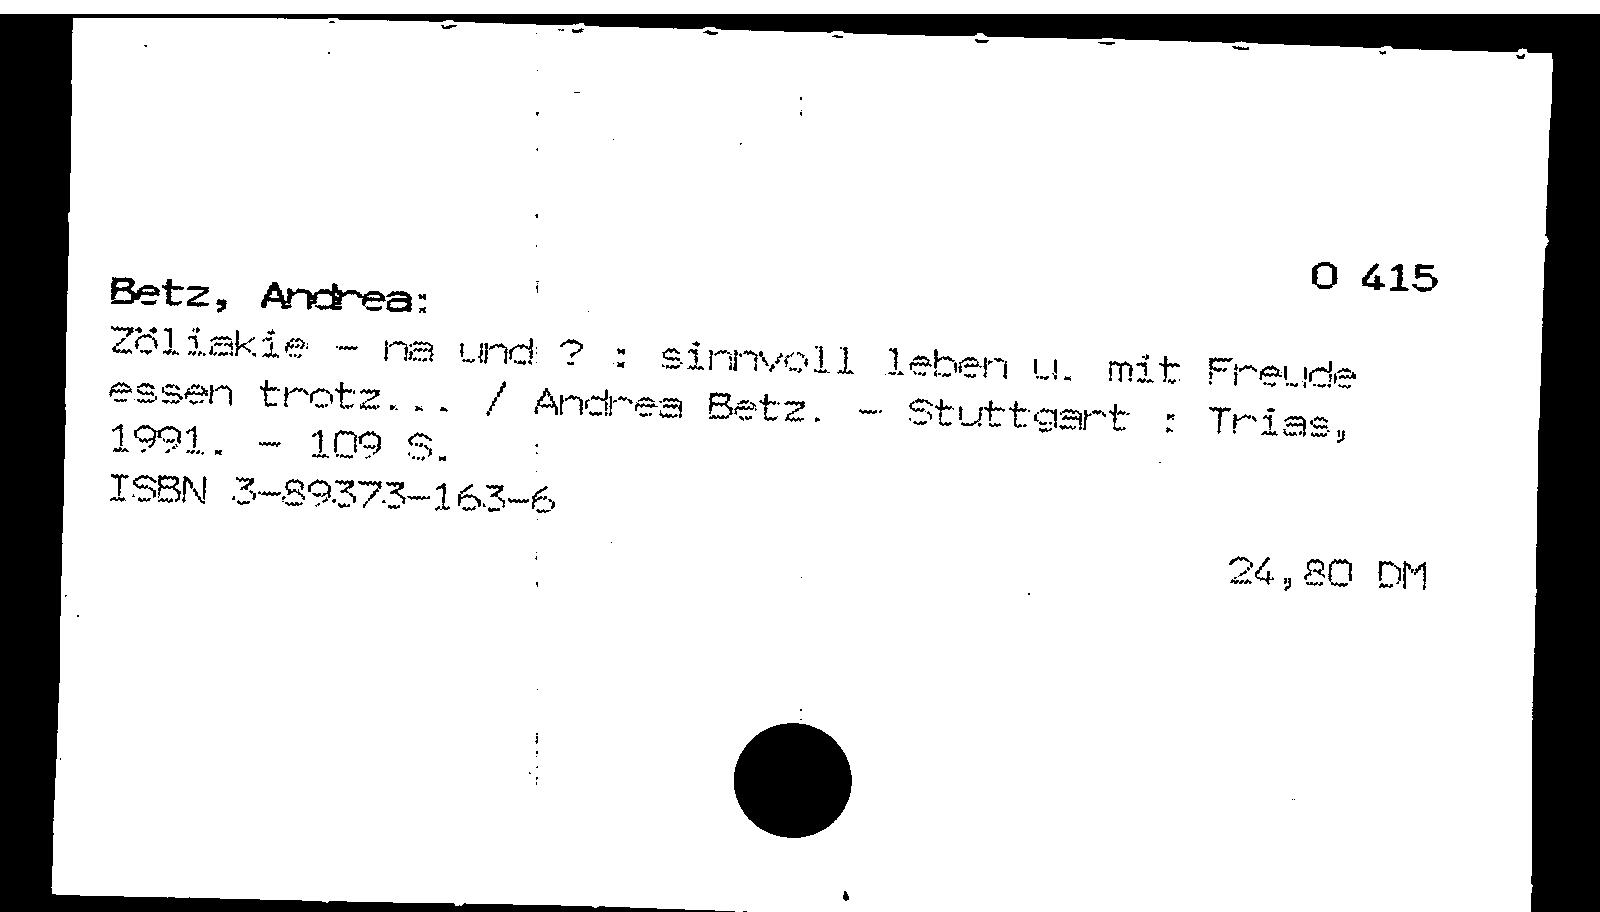 O 415
Betz, Andrea:
Zöliakie - na und ? : sinnvoll leben u. mit Freude
essen trotz... / Andrea Betz. - Stuttgart : Trias,
1991. - 109 S.
ISBN 3-89373-163-6
24,80 DM